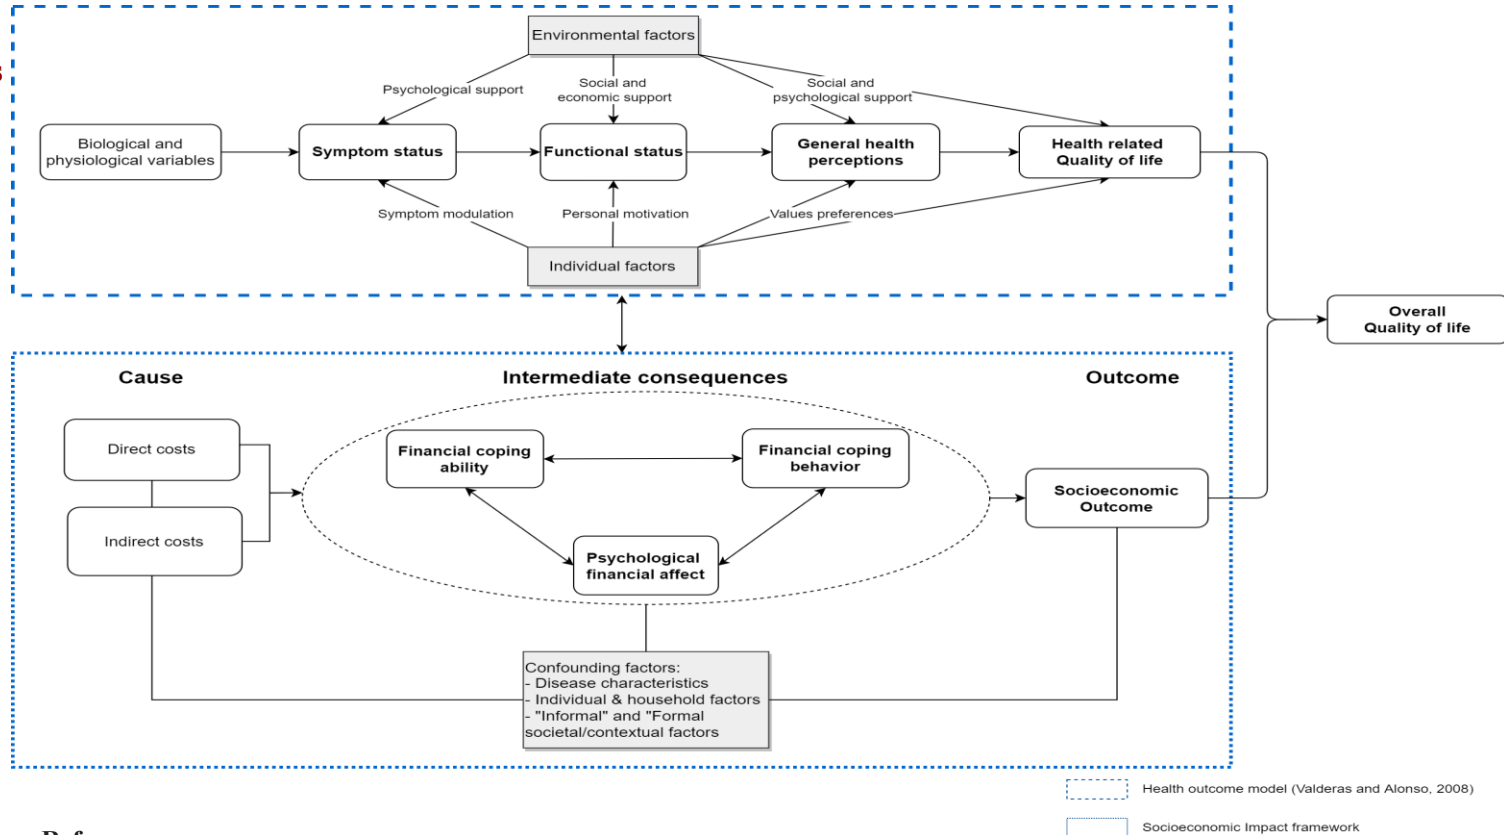 Environmental factors
Psychological support
Social and
economic support
Social and
psychological support
Biological and
physiological variables
Symptom status
Functional status
General health
perceptions
Health related
Quality of life
Symptom modulation
Personal motivation
Values preferences
Individual factors
Overall
Quality of life
Cause
Intermediate consequences
Outcome
Direct costs
Indirect costs
Financial coping
ability
Financial coping
behavior
Psychological
financial affect
Socioeconomic
Outcome
Confounding factors:
- Disease characteristics
- Individual & household factors
- "Informal" and "Formal
societal/contextual factors
Health outcome model (Valderas and Alonso, 2008)
Socioeconomic Impact framework